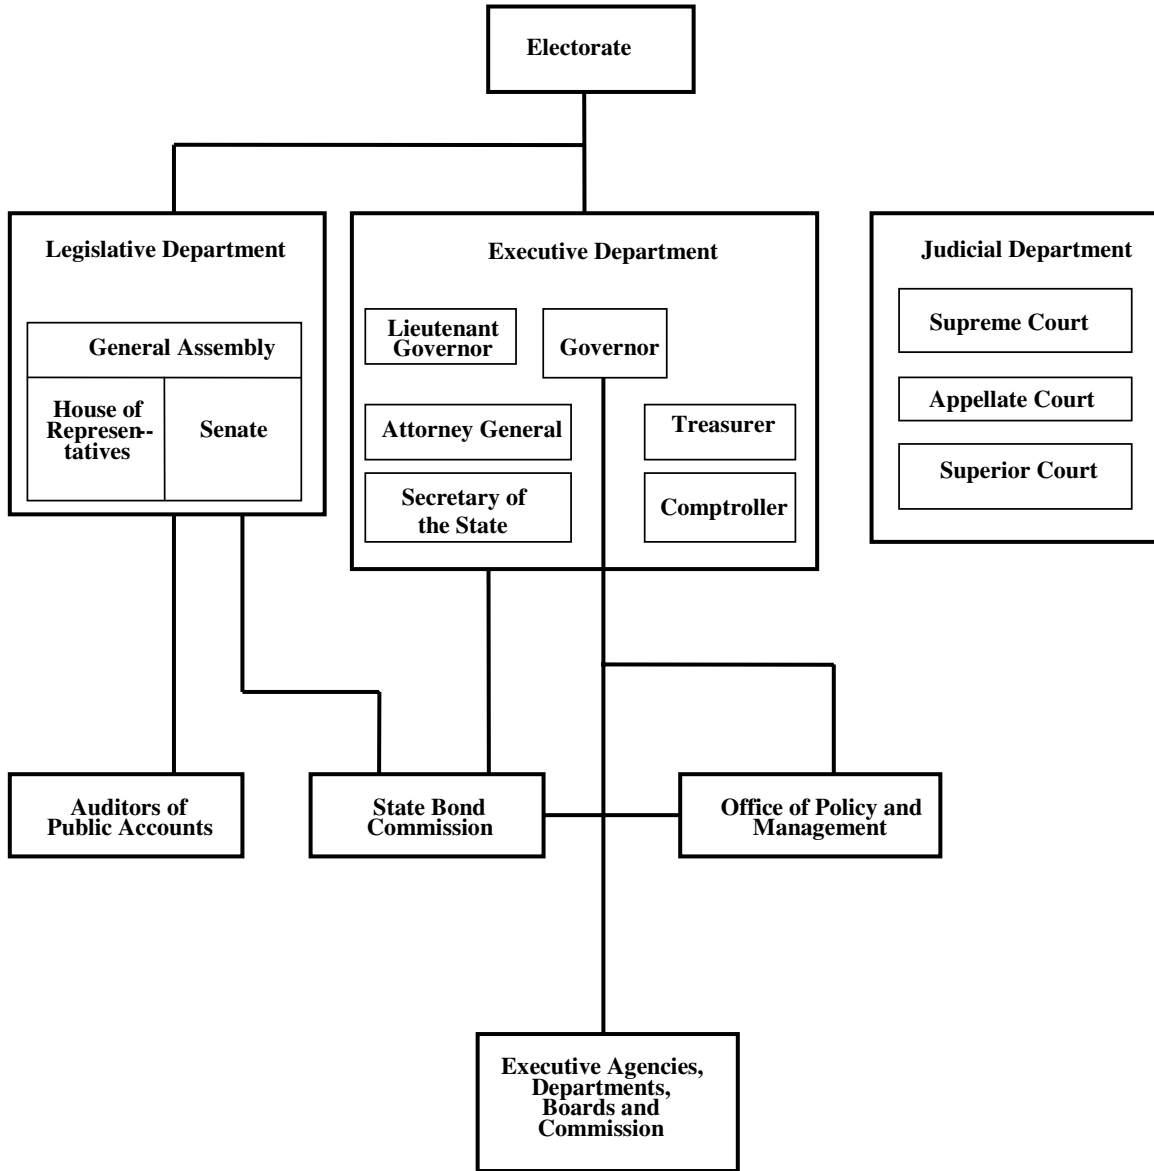 Electorate
Legislative Department
General Assembly
House of
Represen--
tatives
Senate
Executive Department
Lieutenant
Governor
Governor
Attorney General
Treasurer
Secretary of
the State
Comptroller
Judicial Department
Supreme Court
Appellate Court
Superior Court
Auditors of
Public Accounts
State Bond
Commission
Office of Policy and
Management
Executive Agencies,
Departments,
Boards and
Commission